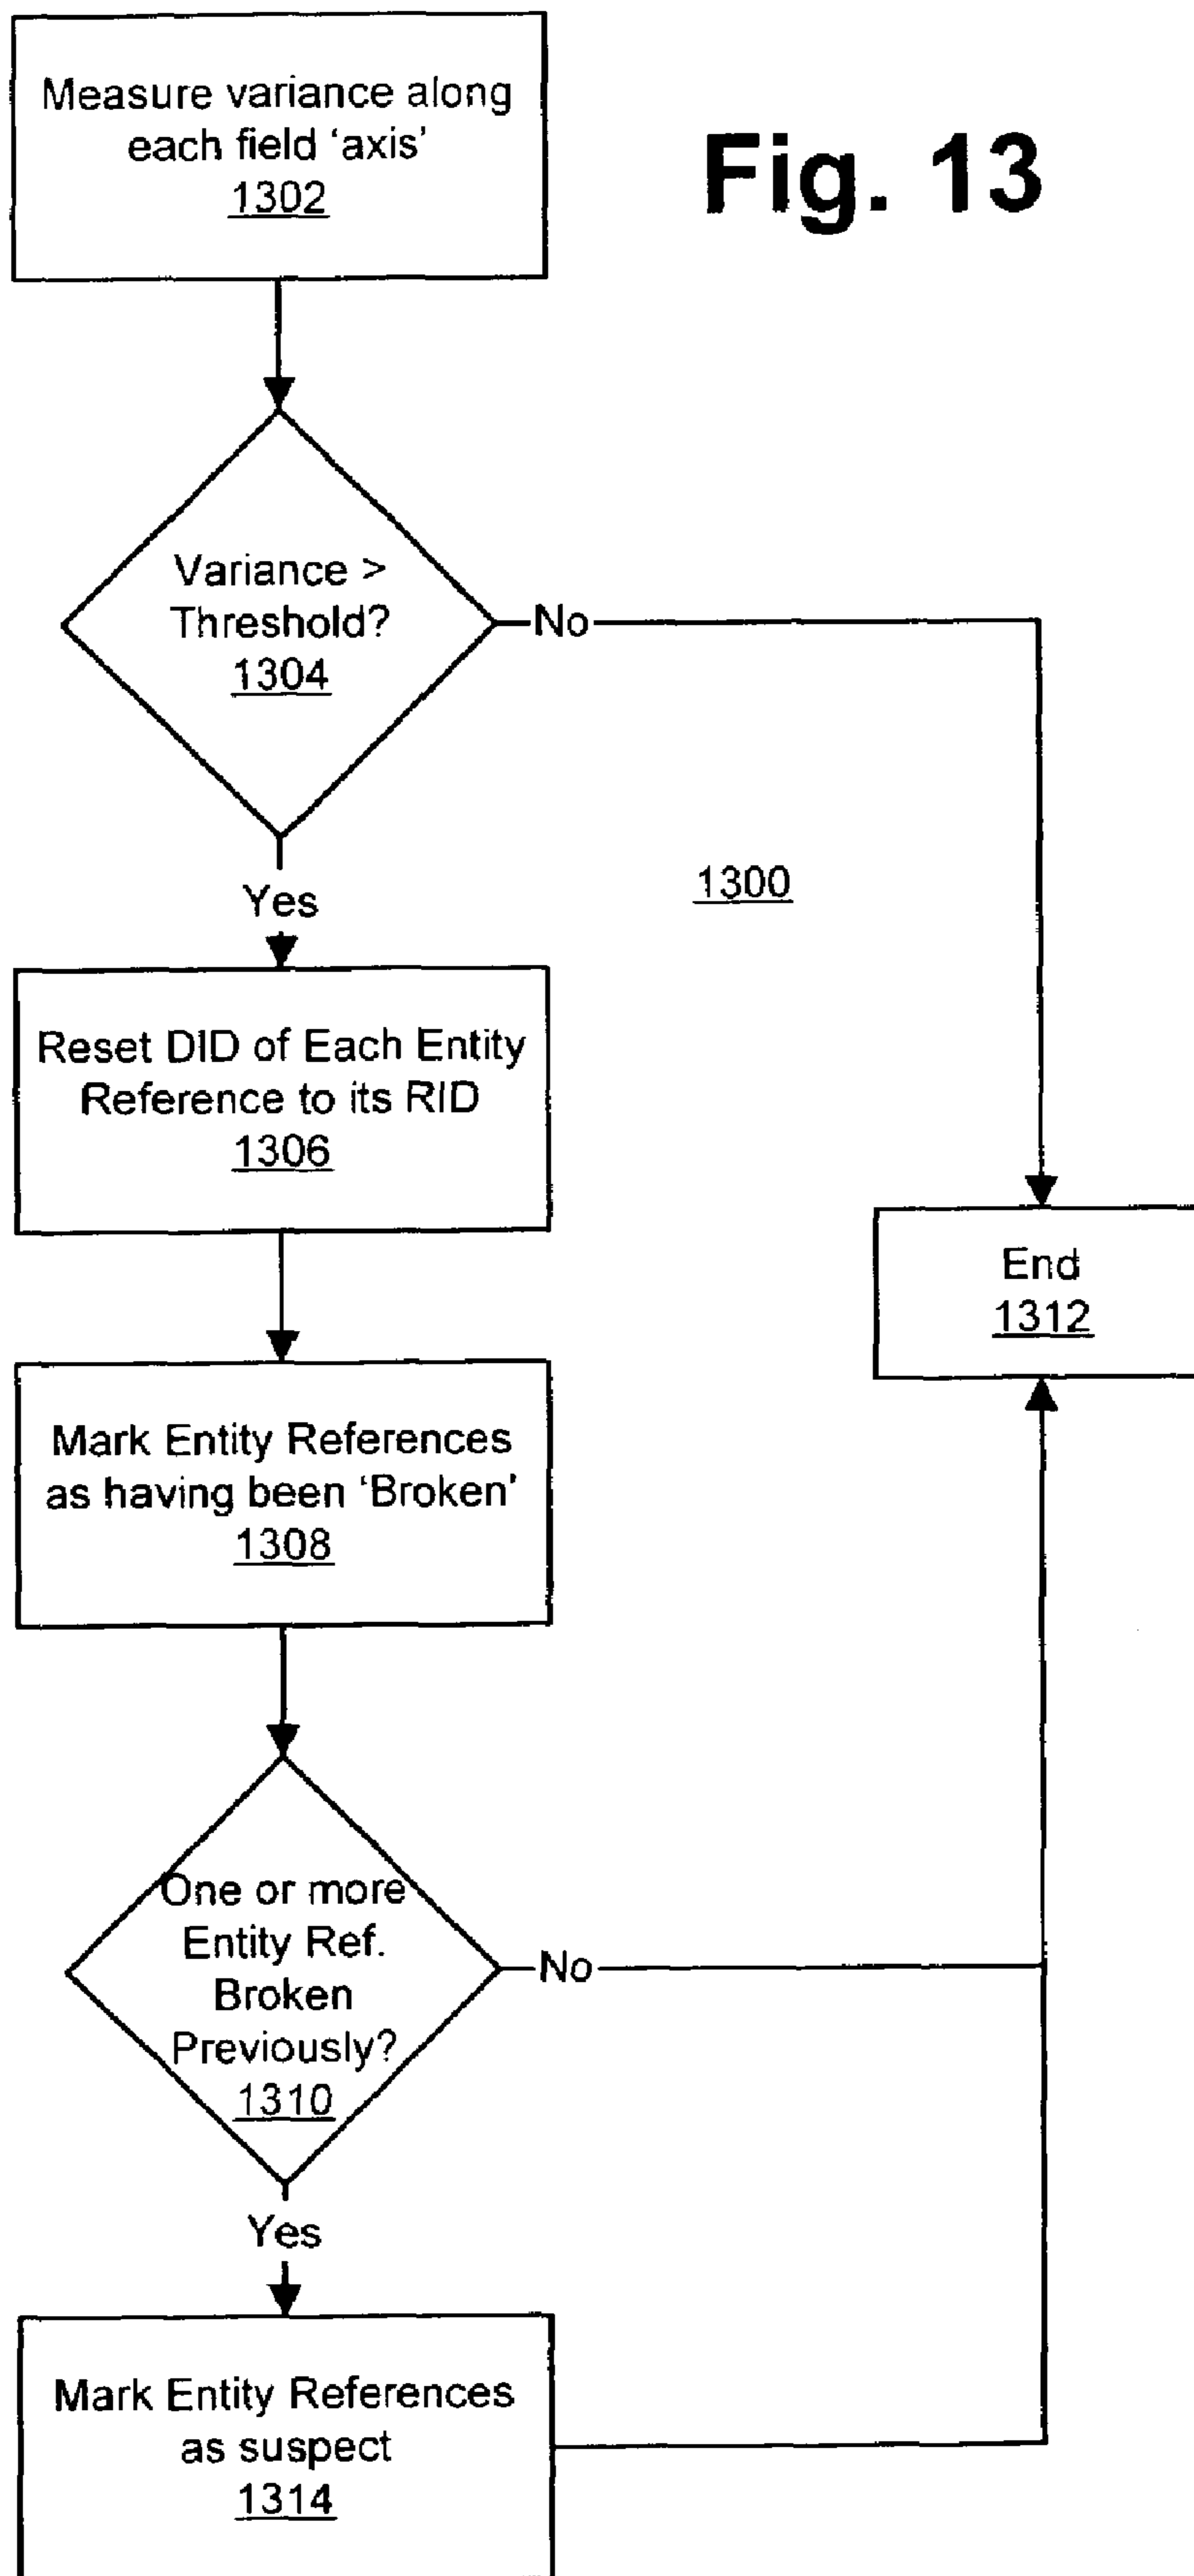 Measure variance along
each field ‘axis’
1302
Fig. 13
Variance >
Threshold?
1304
No
Yes
1300
Reset DID of Each Entity
Reference to its RID
1306
End
1312
Mark Entity References
as having been ‘Broken’
1308
One or more
Entity Ref.
Broken
Previously?
1310
No
Yes
Mark Entity References
as suspect
1314